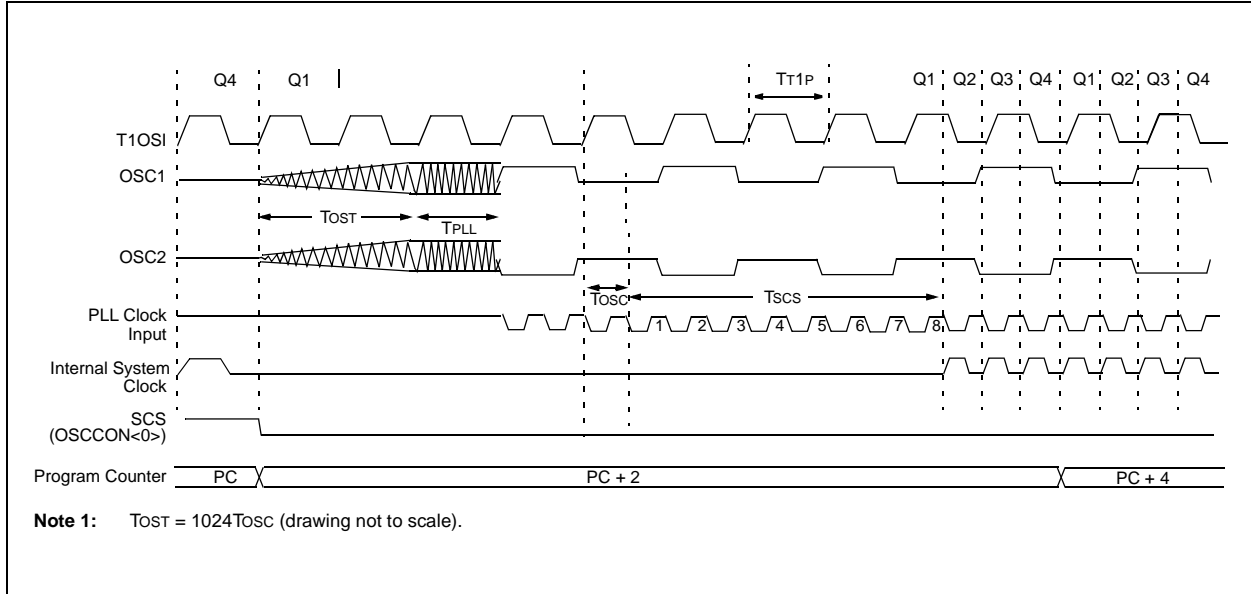 Q4 Q1 TT1P Q1 Q2 Q3 Q4 Q1 Q2 Q3 Q4
T1OSI
OSC1
TOST TPLL
OSC2
TOSC TSCS
PLL Clock
Input
1 2 3 4 5 6 7 8
Internal System
Clock
SCS
(OSCCON<0>)
Program Counter PC PC + 2 PC + 4
Note 1: TOST = 1024TOSC (drawing not to scale).